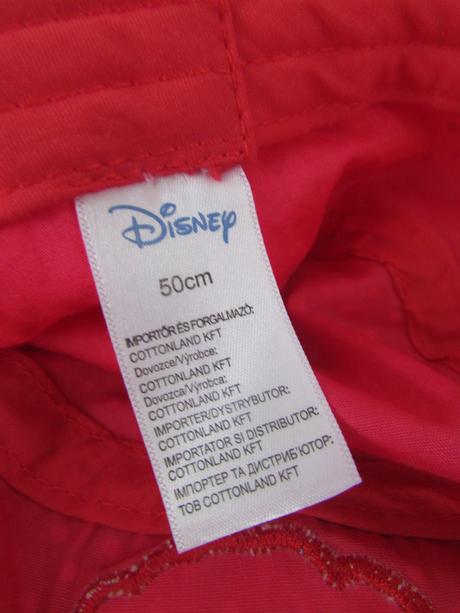 Disney
50cm
IMPORTŐR ÉS FORGALMAZÓ:
COTTONLAND KFT
Dovozca/Výrobce:
COTTONLAND KFT
Dovozca/Výrobca:
COTTONLAND KFT
IMPORTER/DYSTRYBUTOR:
COTTONLAND KFT
IMPORTATOR SI DISTRIBUTOR:
COTTONLAND KFT
ІМПОРТЕР ТА ДИСТРИБ'ЮТОР:
ТОВ COTTONLAND KFT